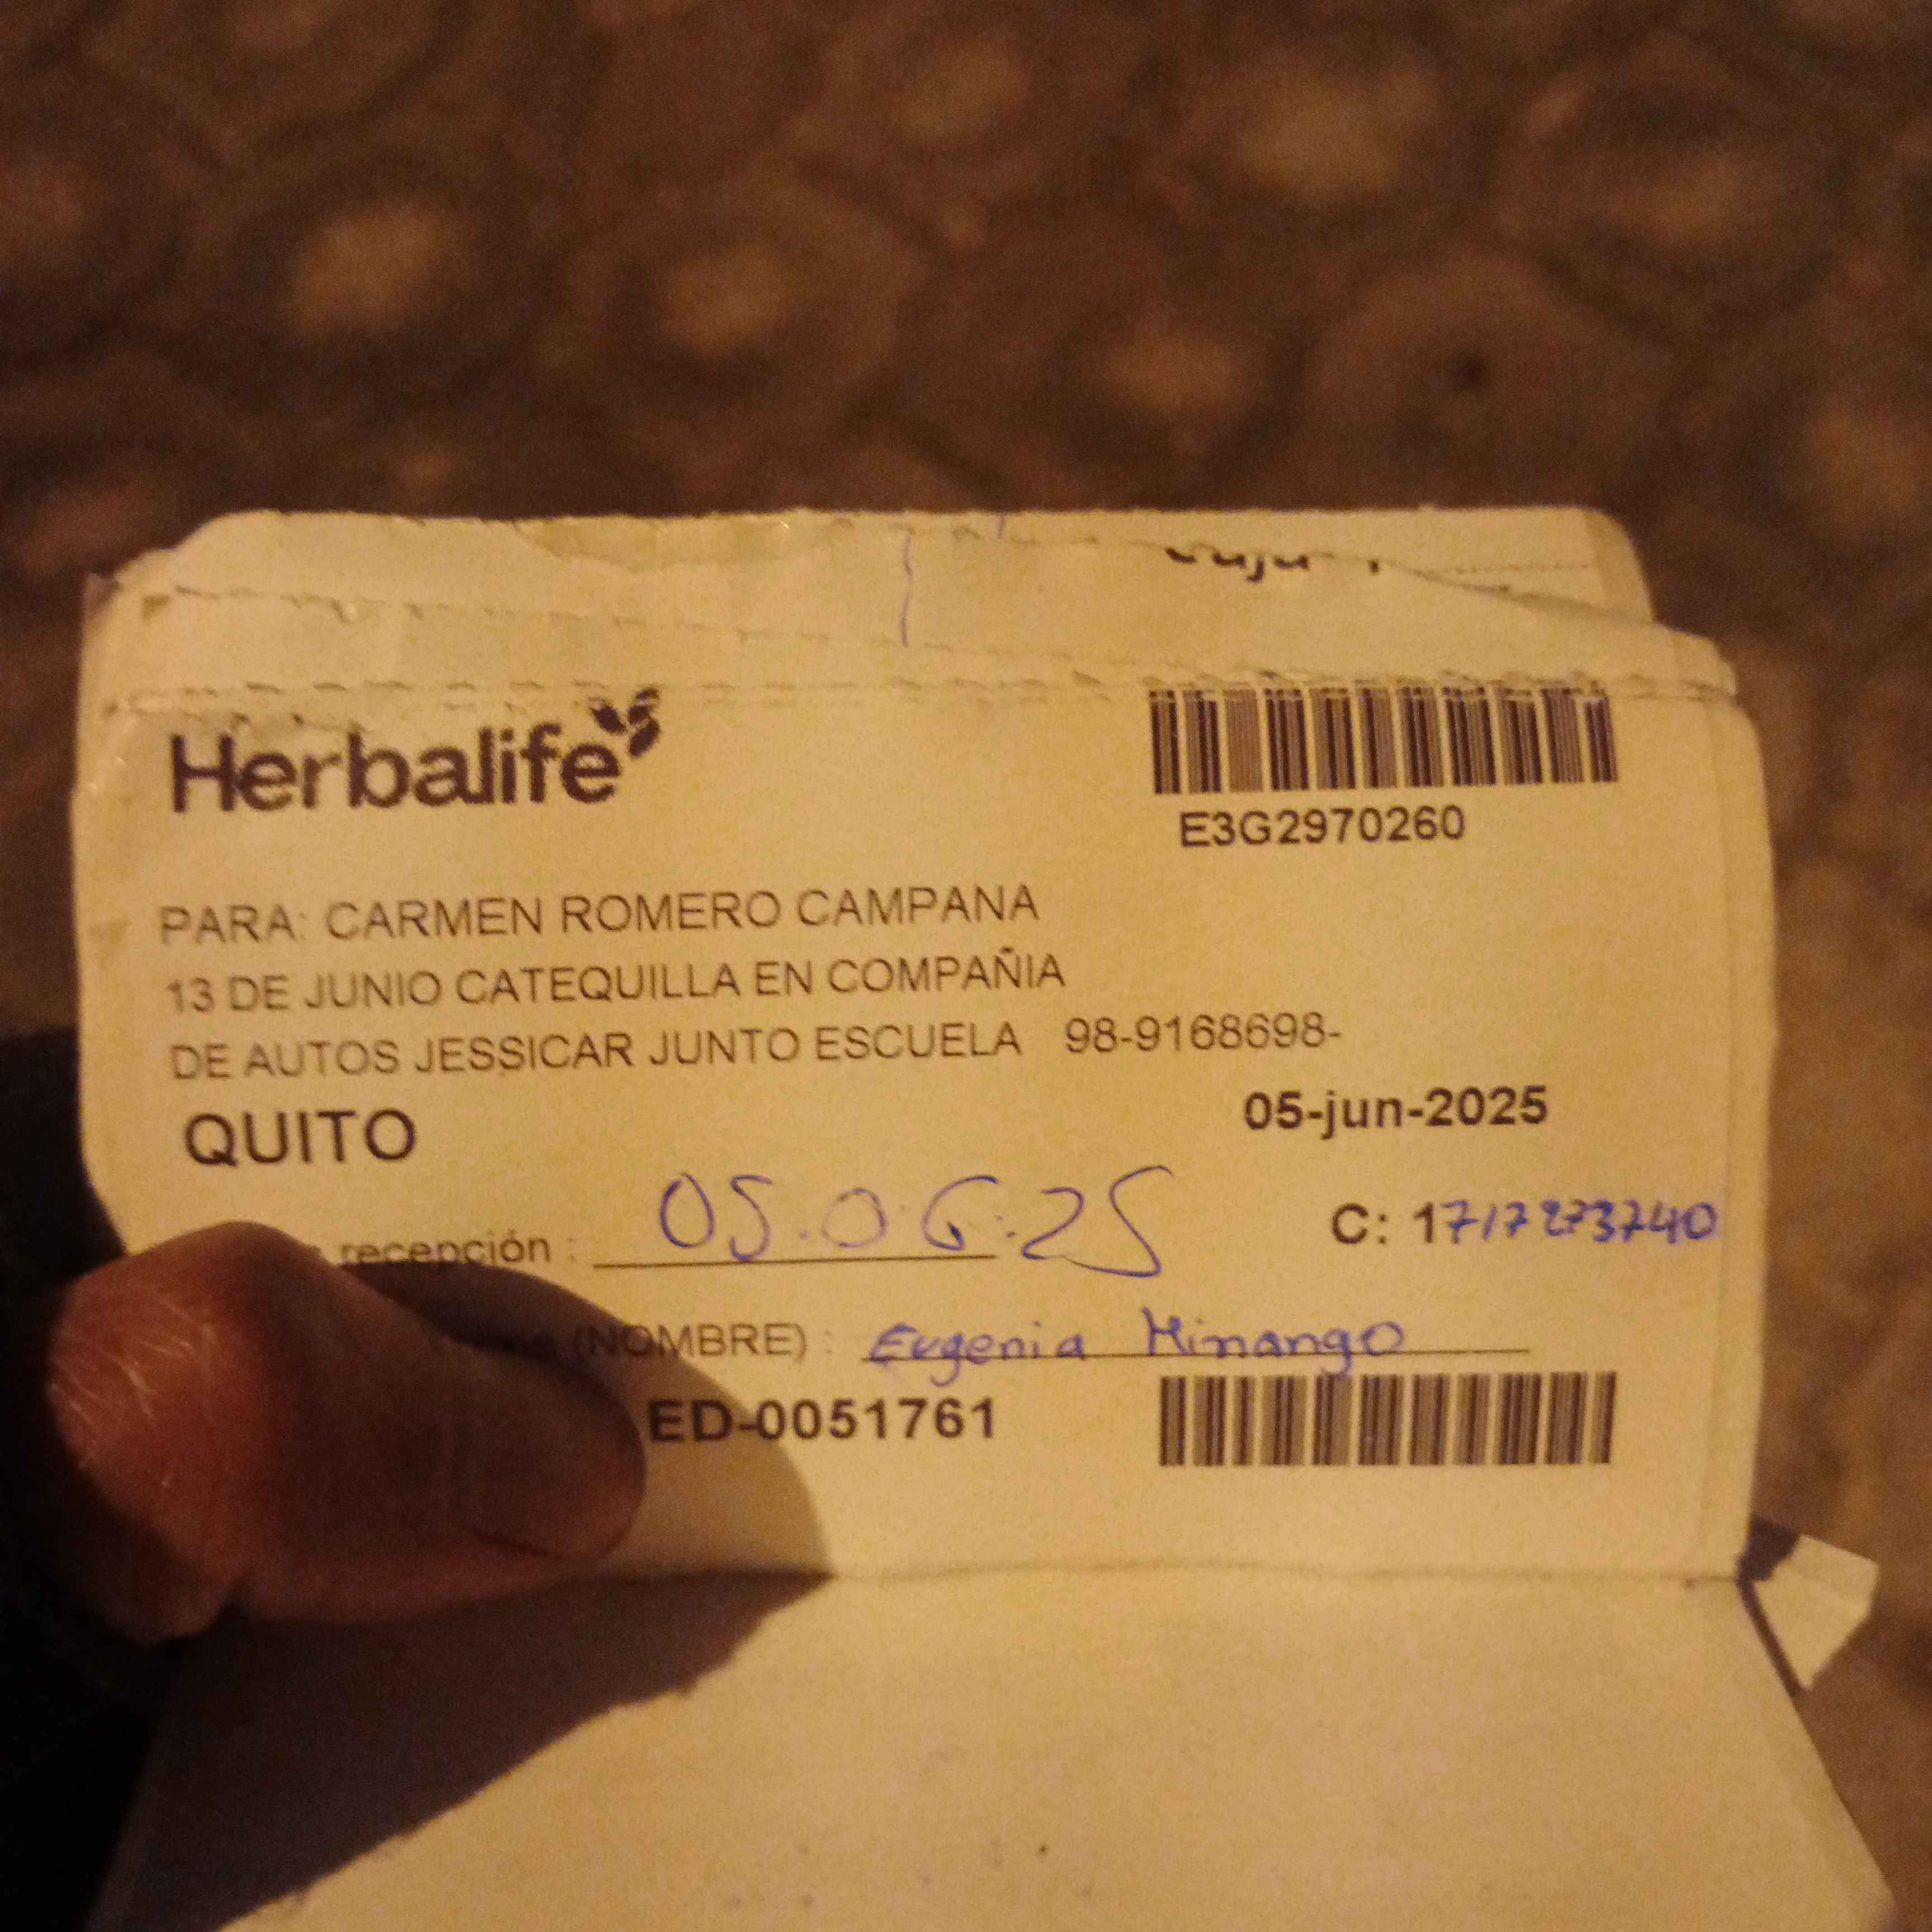 Herbalife
E3G2970260
PARA: CARMEN ROMERO CAMPANA
13 DE JUNIO CATEQUILLA EN COMPAÑIA
DE AUTOS JESSICAR JUNTO ESCUELA 98-9168698-
QUITO 05-jun-2025
recepción : 05.06.25 C: 1717273740
(NOMBRE) : Eugenia Minango
ED-0051761